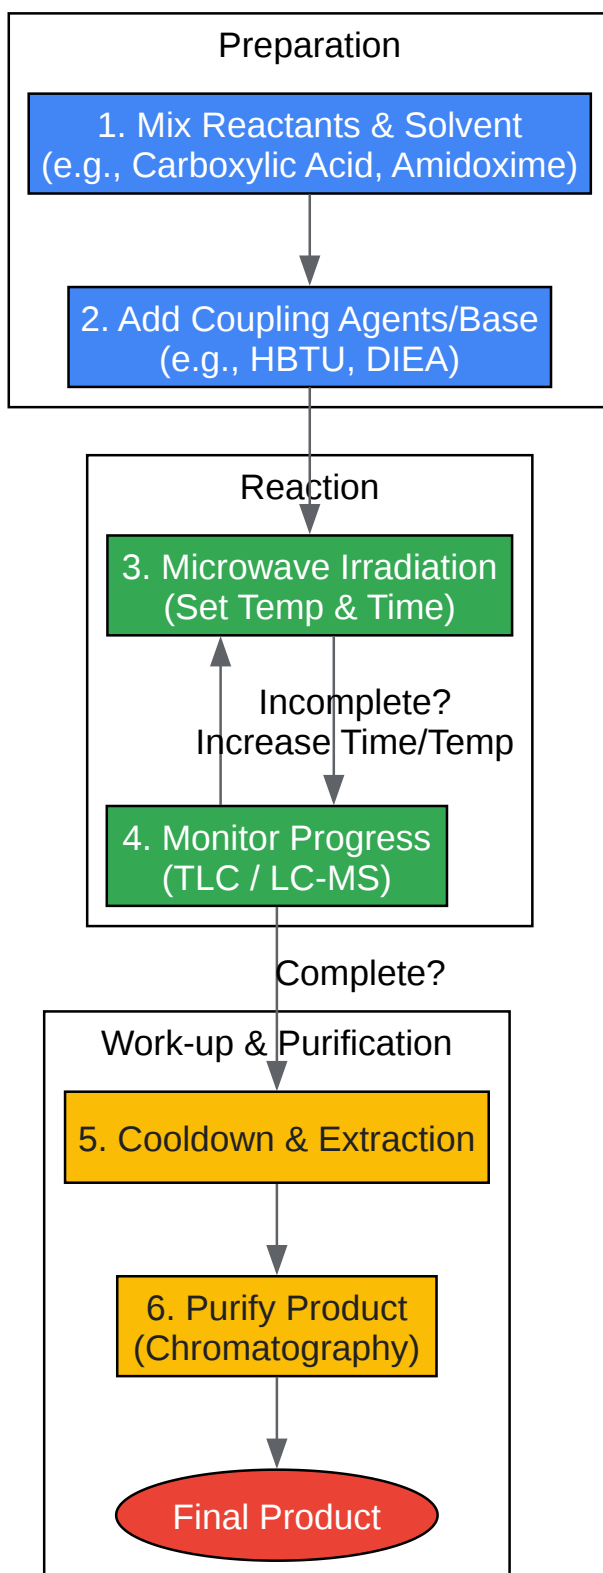 Preparation
1. Mix Reactants & Solvent
(e.g., Carboxylic Acid, Amidoxime)
2. Add Coupling Agents/Base
(e.g., HBTU, DIEA)
Reaction
3. Microwave Irradiation
(Set Temp & Time)
Incomplete?
Increase Time/Temp
4. Monitor Progress
(TLC / LC-MS)
Complete?
Work-up & Purification
5. Cooldown & Extraction
6. Purify Product
(Chromatography)
Final Product